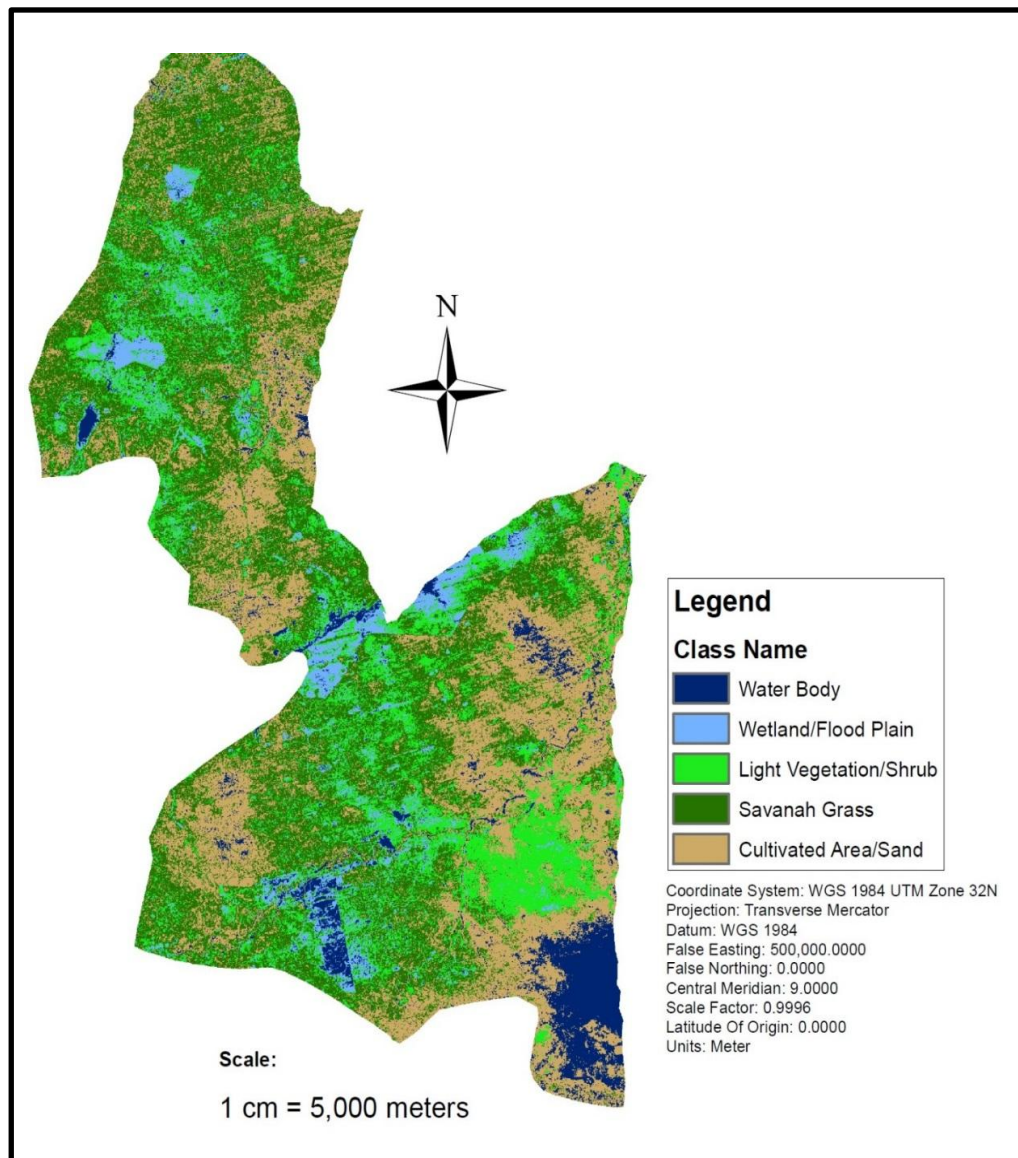 N
Legend
Class Name
Water Body
Wetland/Flood Plain
Light Vegetation/Shrub
Savanah Grass
Cultivated Area/Sand
Coordinate System: WGS 1984 UTM Zone 32N
Projection: Transverse Mercator
Datum: WGS 1984
False Easting: 500,000.0000
False Northing: 0.0000
Central Meridian: 9.0000
Scale Factor: 0.9996
Latitude Of Origin: 0.0000
Units: Meter
Scale:
1 cm = 5,000 meters